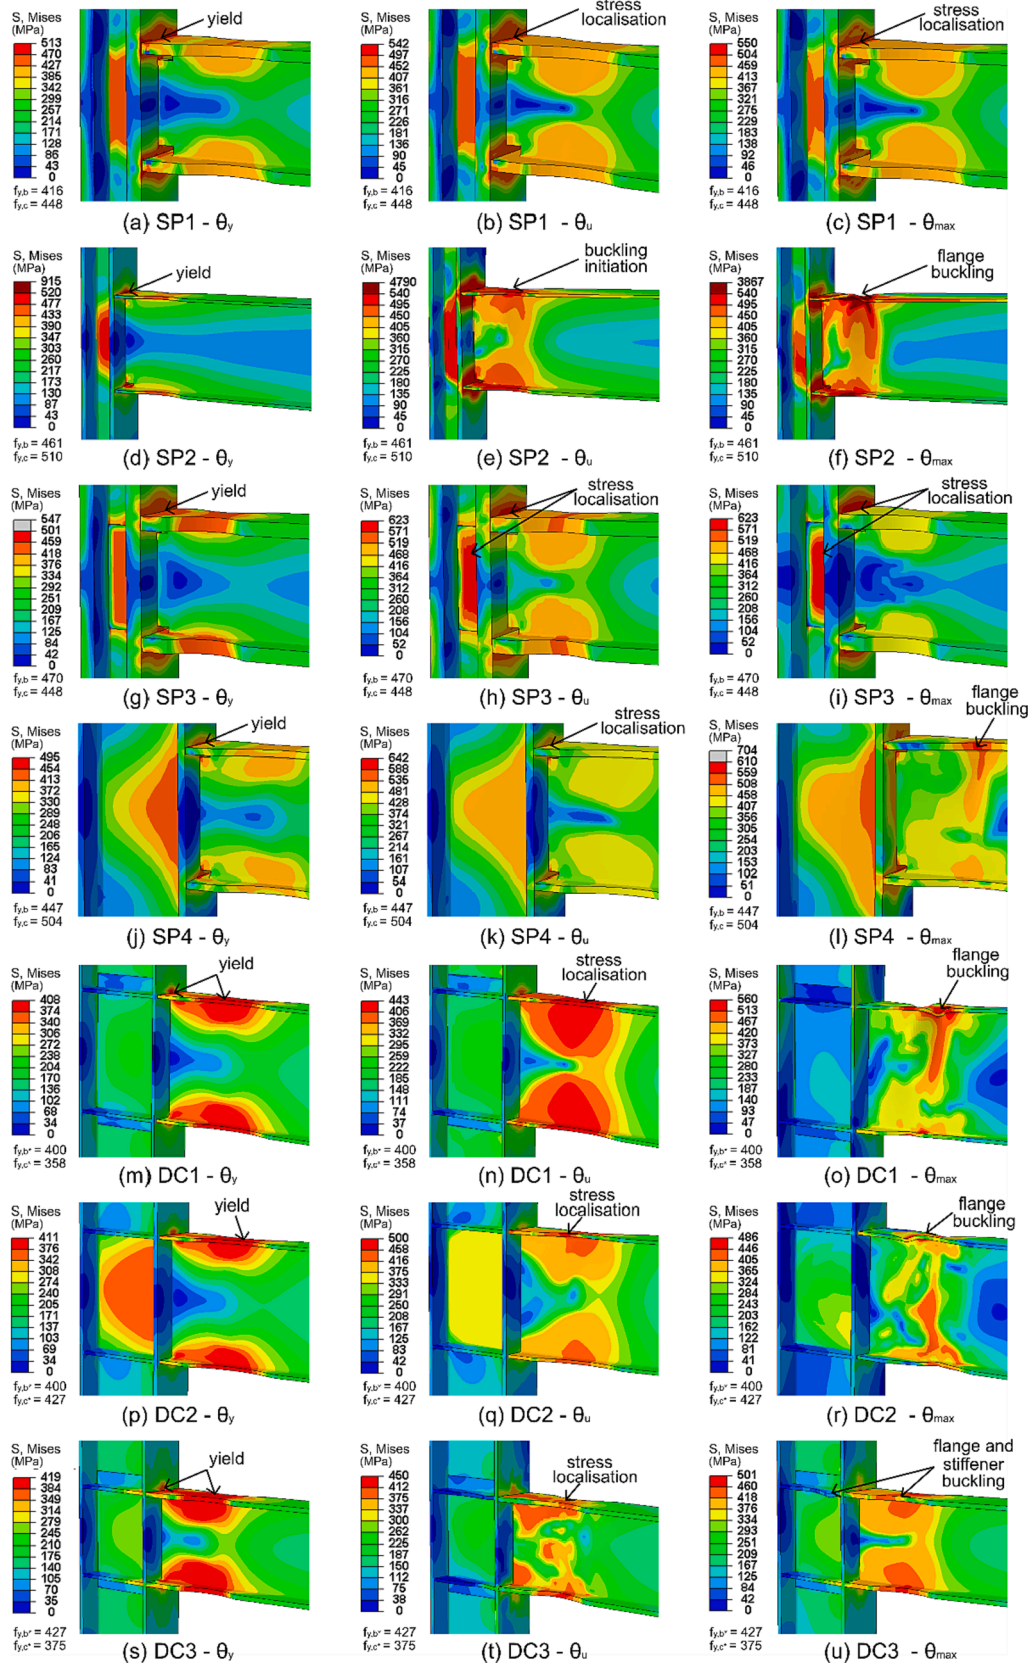 yield
S, Mises
(MPa)
513
470
427
385
342
299
257
214
171
128
86
43
0
fy,b = 416
fy,c = 448
(a) SP1 - θy
stress
localisation
S, Mises
(MPa)
542
497
452
407
361
316
271
226
181
136
90
45
0
fy,b = 416
fy,c = 448
(b) SP1 - θu
stress
localisation
S, Mises
(MPa)
550
504
459
413
367
321
275
229
183
138
92
46
0
fy,b = 416
fy,c = 448
(c) SP1 - θmax
yield
S, Mises
(MPa)
915
520
477
433
390
347
303
260
217
173
130
87
43
0
fy,b = 461
fy,c = 510
(d) SP2 - θy
buckling
initiation
S, Mises
(MPa)
4790
540
495
450
405
360
315
270
225
180
135
90
45
0
fy,b = 461
fy,c = 510
(e) SP2 - θu
flange
buckling
S, Mises
(MPa)
3867
540
495
450
405
360
315
270
225
180
135
90
45
0
fy,b = 461
fy,c = 510
(f) SP2 - θmax
yield
S, Mises
(MPa)
547
501
459
418
376
334
292
251
209
167
125
84
42
0
fy,b = 470
fy,c = 448
(g) SP3 - θy
stress
localisation
S, Mises
(MPa)
623
571
519
468
416
364
312
260
208
156
104
52
0
fy,b = 470
fy,c = 448
(h) SP3 - θu
stress
localisation
S, Mises
(MPa)
623
571
519
468
416
364
312
260
208
156
104
52
0
fy,b = 470
fy,c = 448
(i) SP3 - θmax
yield
S, Mises
(MPa)
495
454
413
372
330
289
248
206
165
124
83
41
0
fy,b = 447
fy,c = 504
(j) SP4 - θy
stress
localisation
S, Mises
(MPa)
642
588
535
481
428
374
321
267
214
161
107
54
0
fy,b = 447
fy,c = 504
(k) SP4 - θu
flange
buckling
S, Mises
(MPa)
704
610
559
508
458
407
356
305
254
203
153
102
51
0
fy,b = 447
fy,c = 504
(l) SP4 - θmax
yield
S, Mises
(MPa)
408
374
340
306
272
238
204
170
136
102
68
34
0
fy,b* = 400
fy,c* = 358
(m) DC1 - θy
stress
localisation
S, Mises
(MPa)
443
406
369
332
295
259
222
185
148
111
74
37
0
fy,b* = 400
fy,c* = 358
(n) DC1 - θu
flange
buckling
S, Mises
(MPa)
560
513
467
420
373
327
280
233
187
140
93
47
0
fy,b* = 400
fy,c* = 358
(o) DC1 - θmax
yield
S, Mises
(MPa)
411
376
342
308
274
240
205
171
137
103
69
34
0
fy,b* = 400
fy,c* = 427
(p) DC2 - θy
stress
localisation
S, Mises
(MPa)
500
458
416
375
333
291
250
208
167
125
83
42
0
fy,b* = 400
fy,c* = 427
(q) DC2 - θu
flange
buckling
S, Mises
(MPa)
486
446
405
365
324
284
243
203
162
122
81
41
0
fy,b* = 400
fy,c* = 427
(r) DC2 - θmax
yield
S, Mises
(MPa)
419
384
349
314
279
245
210
175
140
105
70
35
0
fy,b* = 427
fy,c* = 375
(s) DC3 - θy
stress
localisation
S, Mises
(MPa)
450
412
375
337
300
262
225
187
150
112
75
38
0
fy,b* = 427
fy,c* = 375
(t) DC3 - θu
flange and
stiffener
buckling
S, Mises
(MPa)
501
460
418
376
334
293
251
209
167
126
84
42
0
fy,b* = 427
fy,c* = 375
(u) DC3 - θmax